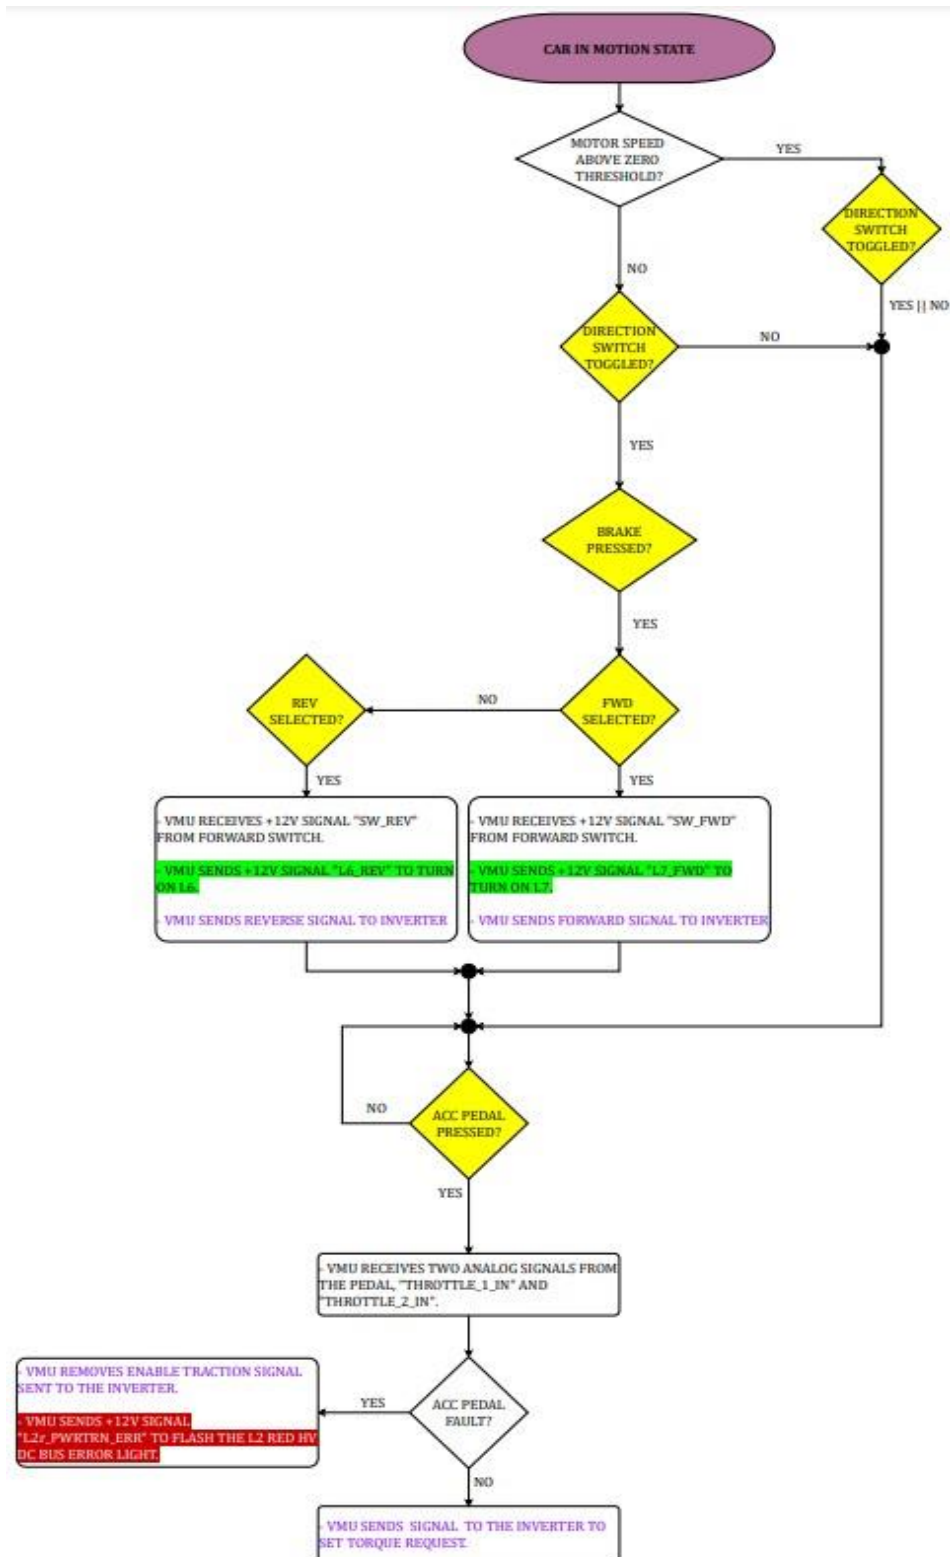 CAR IN MOTION STATE
MOTOR SPEED
ABOVE ZERO
THRESHOLD?
YES
DIRECTION
SWITCH
TOGGLED?
YES || NO
NO
DIRECTION
SWITCH
TOGGLED?
NO
YES
BRAKE
PRESSED?
YES
FWD
SELECTED?
NO
REV
SELECTED?
YES
YES
- VMU RECEIVES +12V SIGNAL "SW_REV"
FROM FORWARD SWITCH.
- VMU SENDS +12V SIGNAL "L6_REV" TO TURN
ON L6.
- VMU SENDS REVERSE SIGNAL TO INVERTER
- VMU RECEIVES +12V SIGNAL "SW_FWD"
FROM FORWARD SWITCH.
- VMU SENDS +12V SIGNAL "L7_FWD" TO
TURN ON L7.
- VMU SENDS FORWARD SIGNAL TO INVERTER
ACC PEDAL
PRESSED?
NO
YES
- VMU RECEIVES TWO ANALOG SIGNALS FROM
THE PEDAL, "THROTTLE_1_IN" AND
"THROTTLE_2_IN".
ACC PEDAL
FAULT?
YES
- VMU REMOVES ENABLE TRACTION SIGNAL
SENT TO THE INVERTER.
- VMU SENDS +12V SIGNAL
"L2r_PWRTRN_ERR" TO FLASH THE L2 RED HV
DC BUS ERROR LIGHT.
NO
- VMU SENDS SIGNAL TO THE INVERTER TO
SET TORQUE REQUEST.